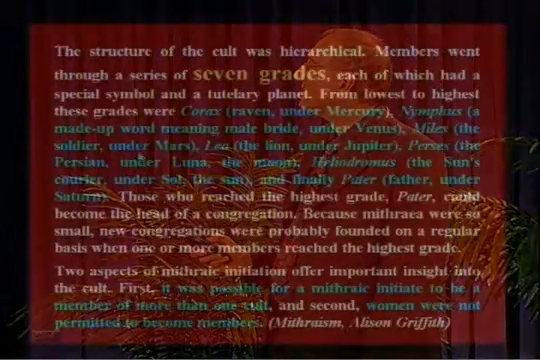 The structure of the cult was hierarchical. Members went
through a series of seven grades, each of which had a
special symbol and a tutelary planet. From lowest to highest
these grades were Corax (raven, under Mercury), Nymphus (a
made-up word meaning male bride, under Venus), Miles (the
soldier, under Mars), Leo (the lion, under Jupiter), Perses (the
Persian, under Luna, the moon), Heliodromus (the Sun's
courier, under Sol, the sun), and finally Pater (father, under
Saturn). Those who reached the highest grade, Pater, could
become the head of a congregation. Because mithraea were so
small, new congregations were probably founded on a regular
basis when one or more members reached the highest grade.
Two aspects of mithraic initiation offer important insight into
the cult. First, it was possible for a mithraic initiate to be a
member of more than one cult, and second, women were not
permitted to become members. (Mithraism, Alison Griffith)